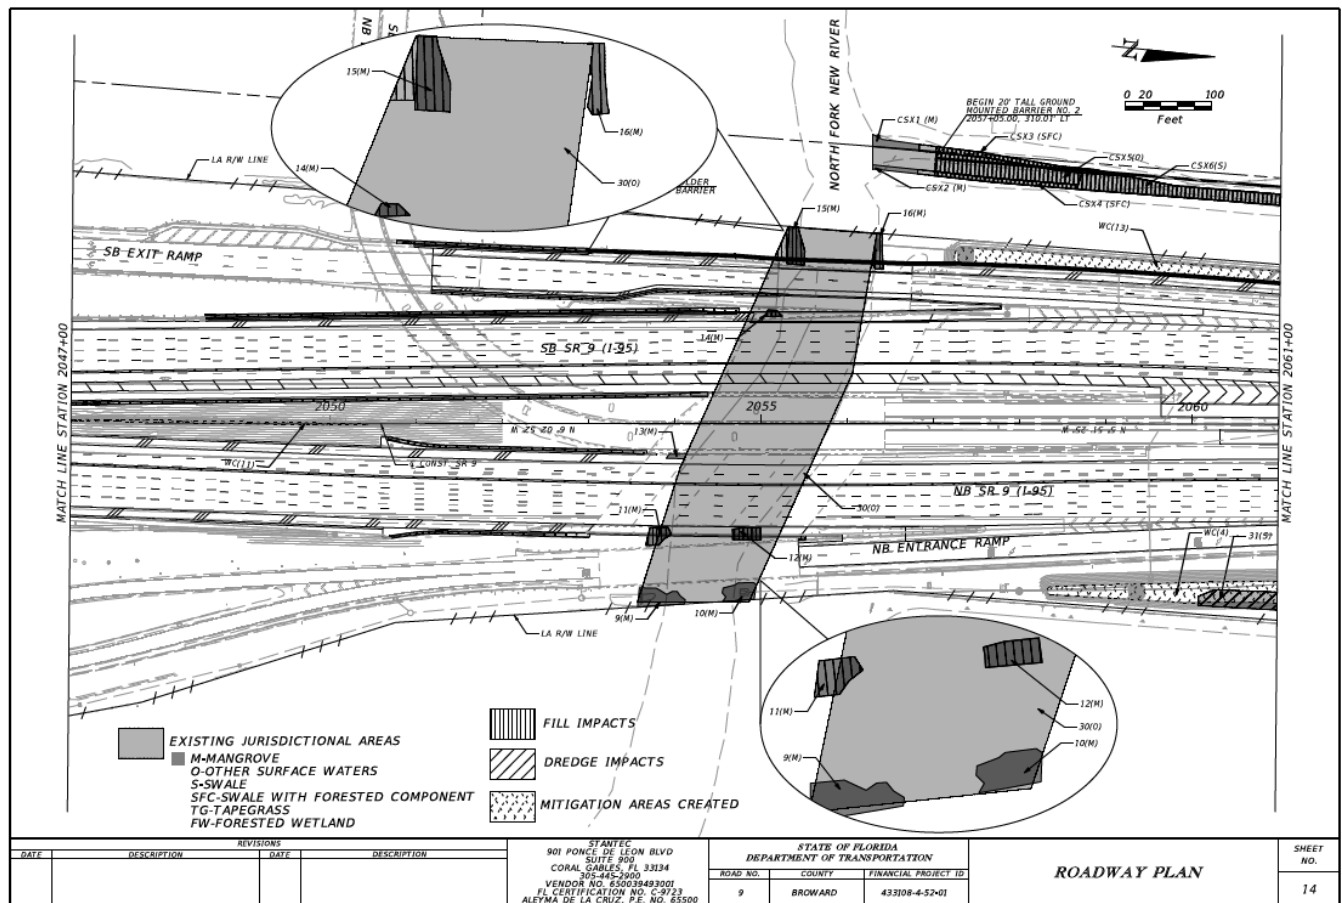 NORTH FORK NEW RIVER
N
0 20 100
Feet
BEGIN 20' TALL GROUND
MOUNTED BARRIER NO. 2
2057+05.00, 310.01' LT
CSX1 (M)
CSX3 (SFC)
CSX5(O)
CSX6(S)
CSX2 (M)
CSX4 (SFC)
15(M)
16(M)
14(M)
30(O)
LA R/W LINE
BARRIER
15(M)
16(M)
WC(13)
SB EXIT RAMP
14(M)
SB SR 9 (I-95)
MATCH LINE STATION 2047+00
MATCH LINE STATION 2061+00
2050
2055
2060
13(M)
WC(11)
CONST SR 9
NB SR 9 (I-95)
11(M)
30(O)
12(M)
NB ENTRANCE RAMP
WC(4)
31(S)
9(M)
10(M)
LA R/W LINE
11(M)
12(M)
30(O)
10(M)
9(M)
EXISTING JURISDICTIONAL AREAS
M-MANGROVE
O-OTHER SURFACE WATERS
S-SWALE
SFC-SWALE WITH FORESTED COMPONENT
TG-TAPEGRASS
FW-FORESTED WETLAND
FILL IMPACTS
DREDGE IMPACTS
MITIGATION AREAS CREATED
REVISIONS
DATE DESCRIPTION DATE DESCRIPTION
STANTEC
901 PONCE DE LEON BLVD
SUITE 900
CORAL GABLES, FL 33134
305-445-2900
VENDOR NO. 650039493001
FL CERTIFICATION NO. C-9723
ALEYMA DE LA CRUZ, P.E. NO. 65500
STATE OF FLORIDA
DEPARTMENT OF TRANSPORTATION
ROAD NO. COUNTY FINANCIAL PROJECT ID
9 BROWARD 433108-4-52-01
ROADWAY PLAN
SHEET
NO.
14